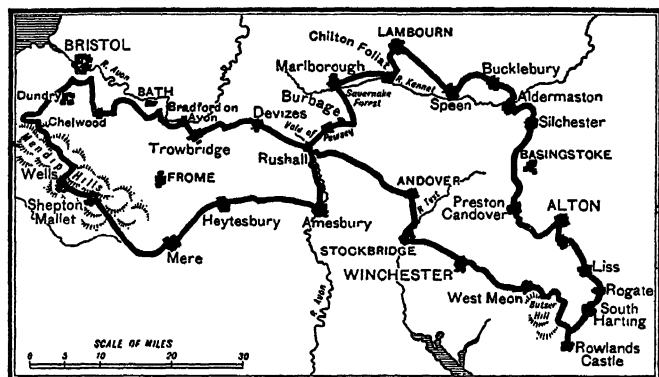 BRISTOL
R. Avon
Dundry
BATH
Bradford on
Avon
Chelwood
Trowbridge
Devizes
Mendip Hills
Wells
Shepton
Mallet
FROME
Mere
Heytesbury
Amesbury
Rushall
Vale of
Pewsey
Burbage
Marlborough
Savernake
Forest
Chilton Foliat
LAMBOURN
R. Kennet
Speen
Bucklebury
Aldermaston
Silchester
BASINGSTOKE
Preston
Candover
ALTON
ANDOVER
R. Test
STOCKBRIDGE
WINCHESTER
West Meon
Butser
Hill
Liss
Rogate
South
Harting
Rowlands
Castle
R. Avon
SCALE OF MILES
0 10 20 30